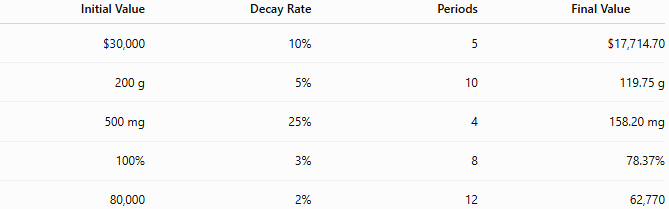 Initial Value Decay Rate Periods Final Value
$30,000 10% 5 $17,714.70
200 g 5% 10 119.75 g
500 mg 25% 4 158.20 mg
100% 3% 8 78.37%
80,000 2% 12 62,770